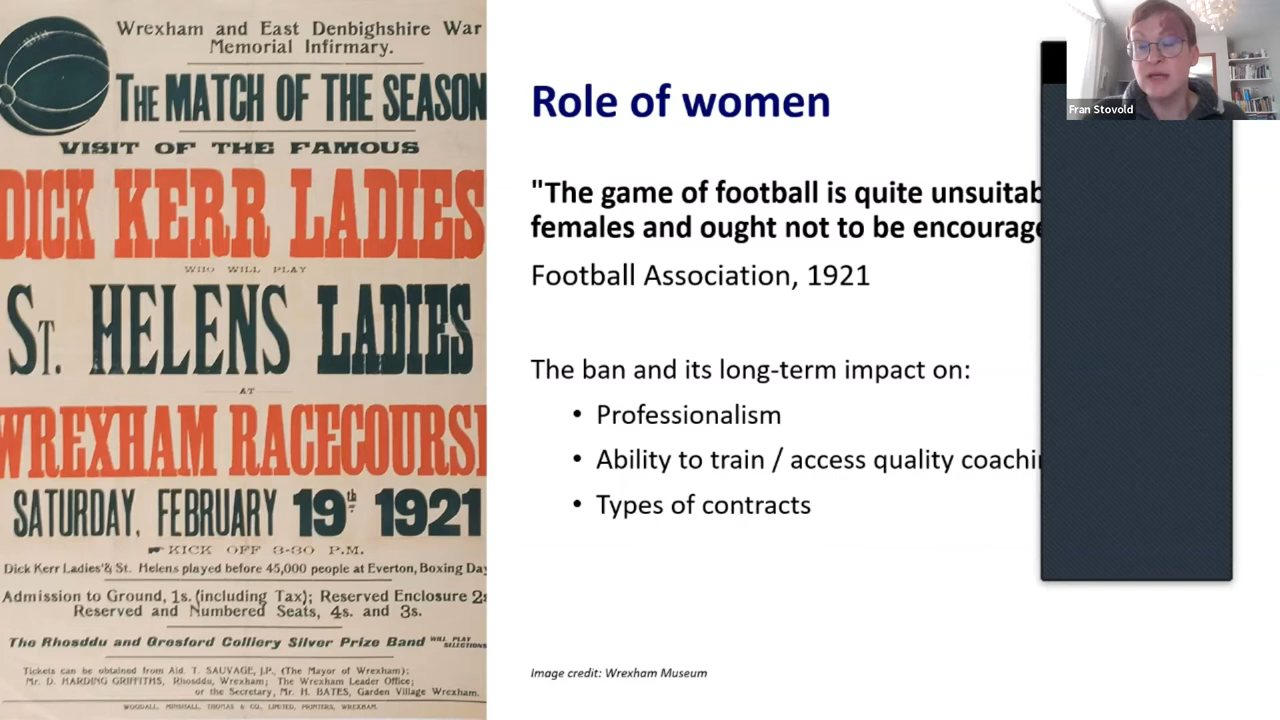 Wrexham and East Denbighshire War
Memorial Infirmary.
THE MATCH OF THE SEASON
VISIT OF THE FAMOUS
DICK KERR LADIES
WHO WILL PLAY
ST. HELENS LADIES
AT
WREXHAM RACECOURS
SATURDAY, FEBRUARY 19th 1921
KICK OFF 3-30 P.M.
Dick Kerr Ladies' & St. Helens played before 45,000 people at Everton, Boxing Day
Admission to Ground, 1s. (including Tax); Reserved Enclosure 2s
Reserved and Numbered Seats, 4s. and 3s.
The Rhosddu and Gresford Colliery Silver Prize Band WILL PLAY SELECTIONS
Tickets can be obtained from Ald. T. SAUVAGE, J.P., (The Mayor of Wrexham);
Mr. D. HARDING GRIFFITHS, Rhosddu, Wrexham; The Wrexham Leader Office;
or the Secretary, Mr. H. BATES, Garden Village Wrexham.
WOODALL, MINSHALL, THOMAS & CO., LIMITED, PRINTERS, WREXHAM.
Role of women
"The game of football is quite unsuitab
females and ought not to be encourage
Football Association, 1921
The ban and its long-term impact on:
• Professionalism
• Ability to train / access quality coachi
• Types of contracts
Image credit: Wrexham Museum
Fran Stovold